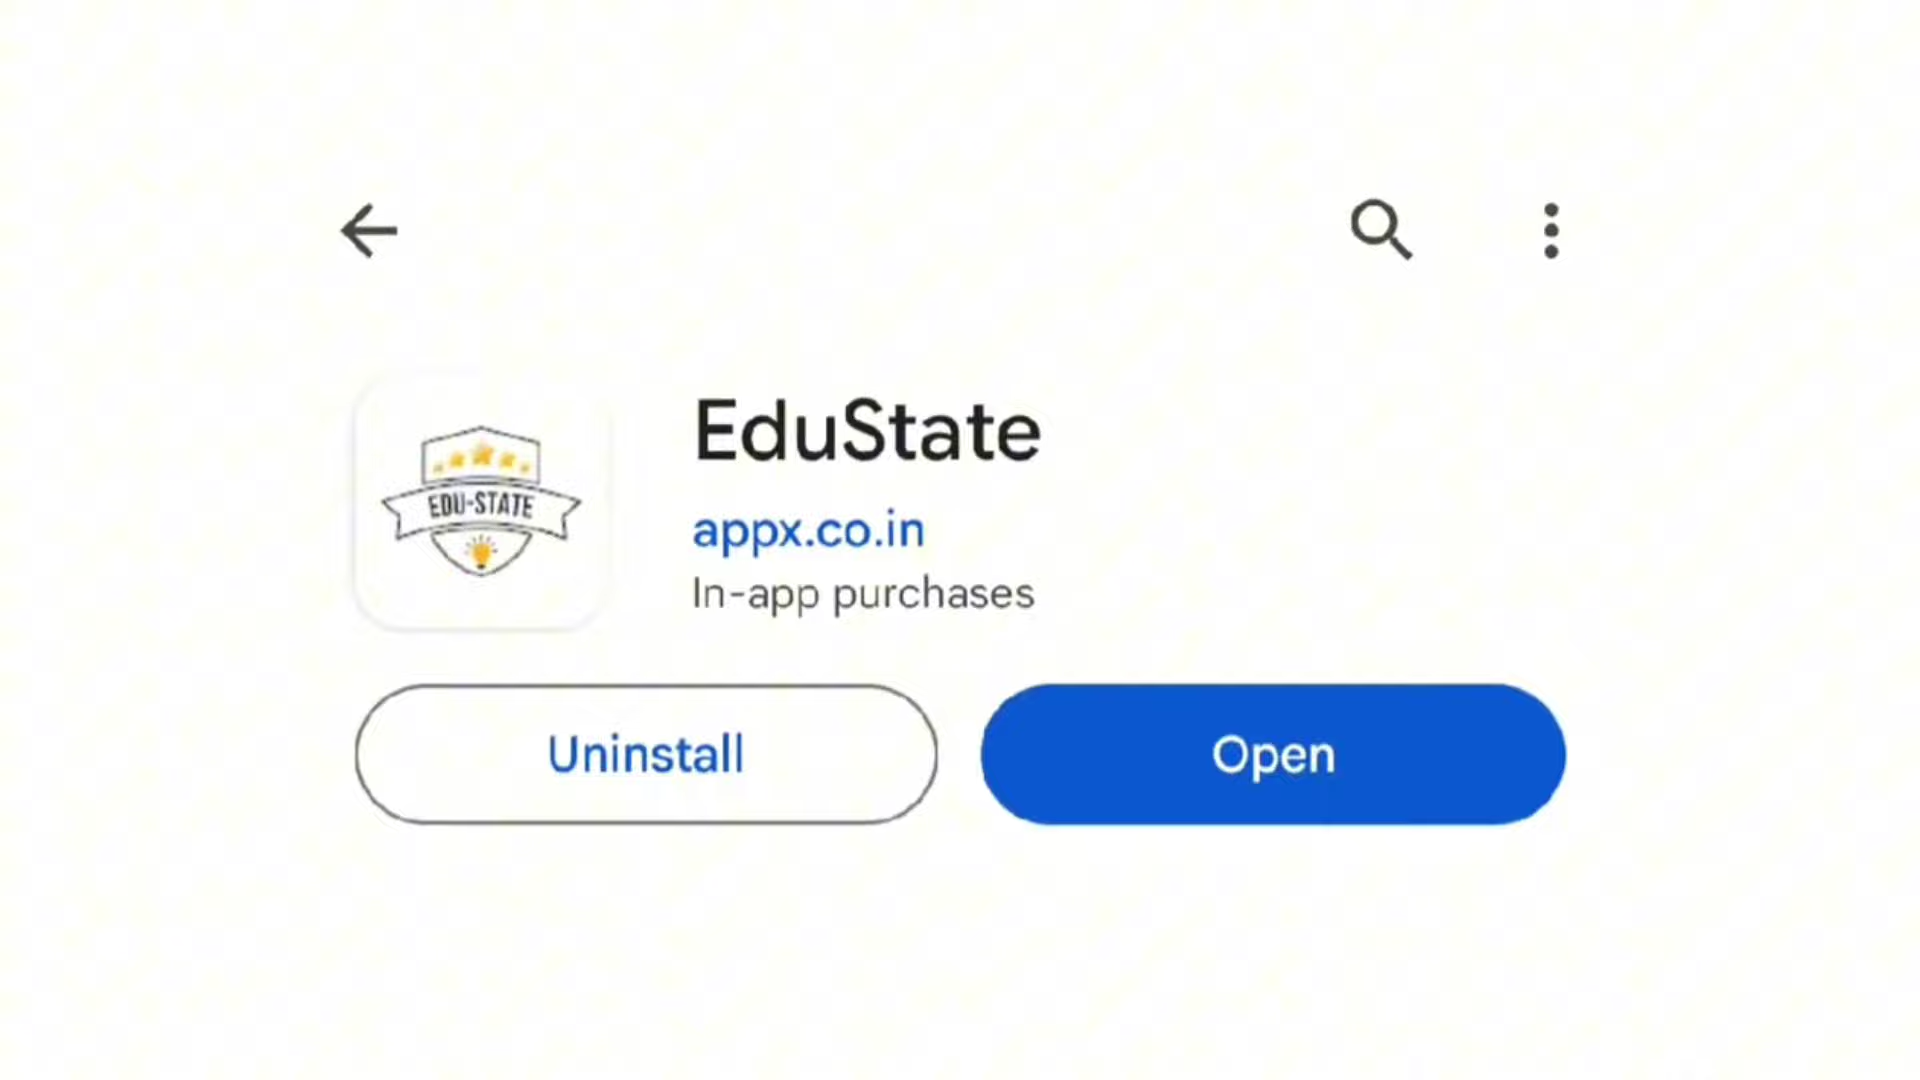 EduState
EDU-STATE
appx.co.in
In-app purchases
Uninstall
Open